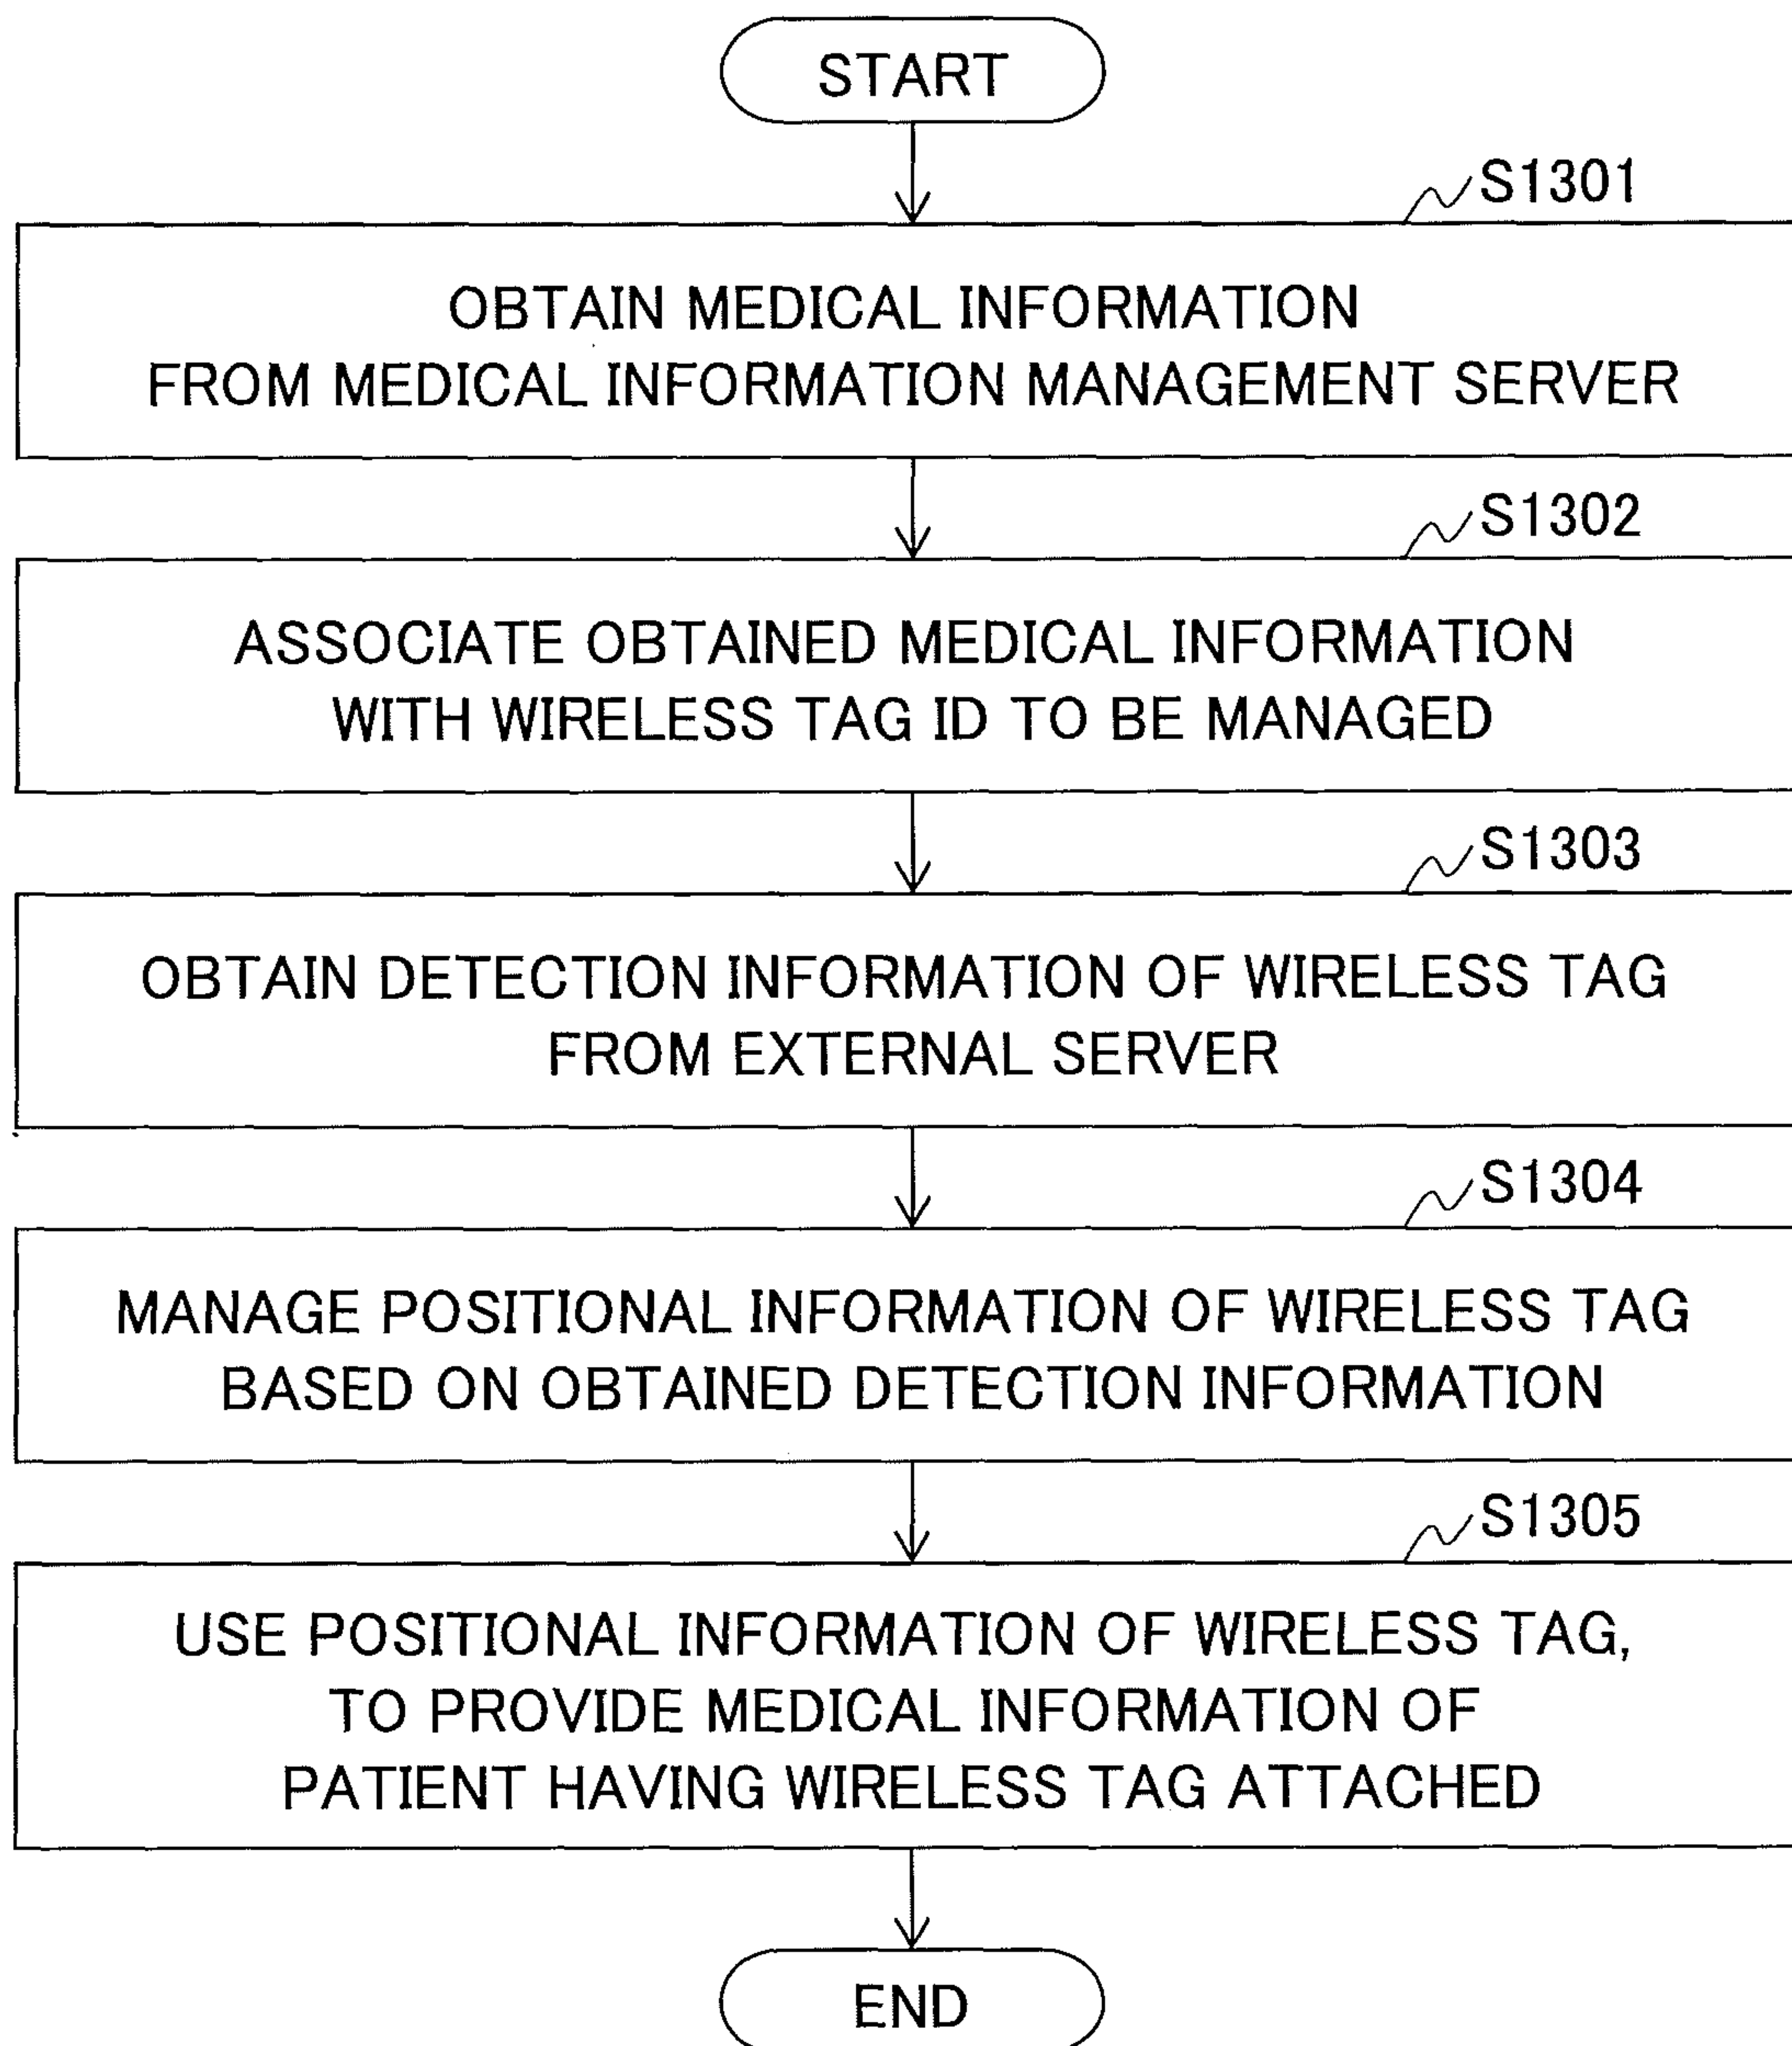 START
S1301
OBTAIN MEDICAL INFORMATION
FROM MEDICAL INFORMATION MANAGEMENT SERVER
S1302
ASSOCIATE OBTAINED MEDICAL INFORMATION
WITH WIRELESS TAG ID TO BE MANAGED
S1303
OBTAIN DETECTION INFORMATION OF WIRELESS TAG
FROM EXTERNAL SERVER
S1304
MANAGE POSITIONAL INFORMATION OF WIRELESS TAG
BASED ON OBTAINED DETECTION INFORMATION
S1305
USE POSITIONAL INFORMATION OF WIRELESS TAG,
TO PROVIDE MEDICAL INFORMATION OF
PATIENT HAVING WIRELESS TAG ATTACHED
END